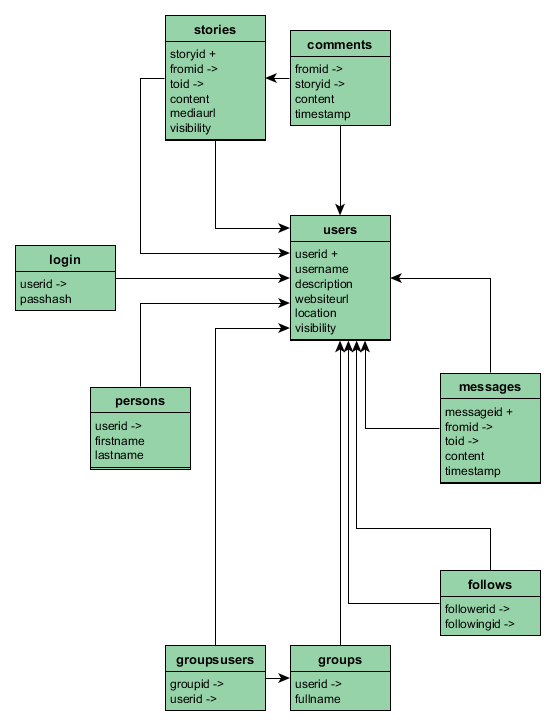 stories
storyid +
fromid ->
toid ->
content
mediaurl
visibility
comments
fromid ->
storyid ->
content
timestamp
users
userid +
username
description
websiteurl
location
visibility
login
userid ->
passhash
persons
userid ->
firstname
lastname
messages
messageid +
fromid ->
toid ->
content
timestamp
follows
followerid ->
followingid ->
groupsusers
groupid ->
userid ->
groups
userid ->
fullname